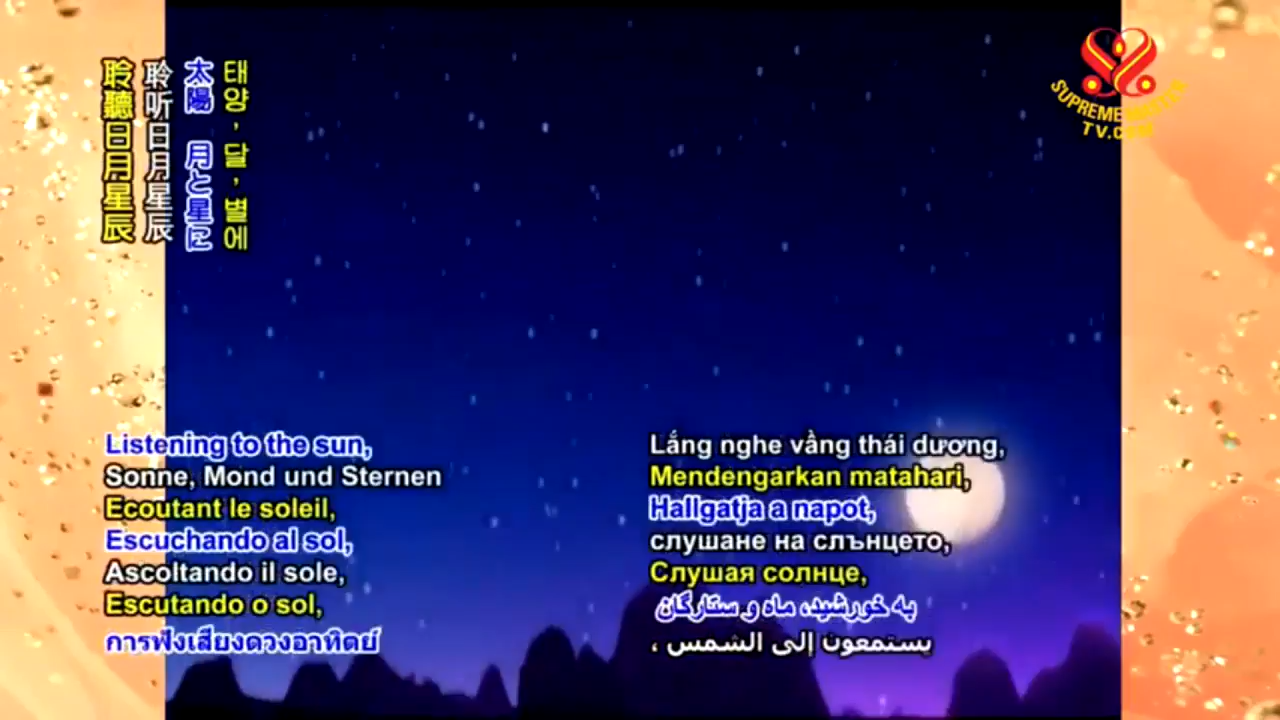 聆聽日月星辰
聆听日月星辰
太陽 月と星に
태양, 달, 별에
SUPREME MASTER
TV.COM
Listening to the sun,
Sonne, Mond und Sternen
Ecoutant le soleil,
Escuchando al sol,
Ascoltando il sole,
Escutando o sol,
การฟังเสียงดวงอาทิตย์
Lắng nghe vầng thái dương,
Mendengarkan matahari,
Hallgatja a napot,
слушане на слънцето,
Слушая солнце,
به خورشید، ماه و ستارگان
يستمعون إلى الشمس ،